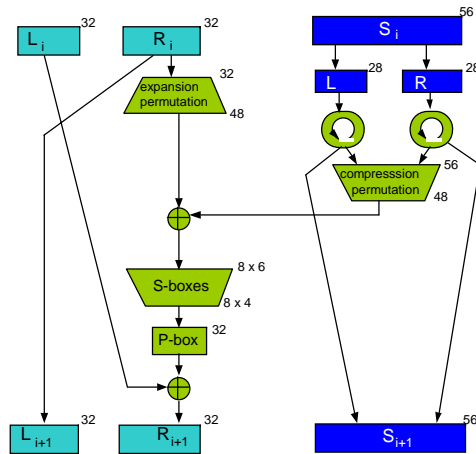 32
32
56
L i
R i
S i
32
28
28
expansion
permutation
L
R
48
56
compresssion
permutation
48
8 x 6
S-boxes
8 x 4
32
P-box
32
32
56
L i+1
R i+1
S i+1